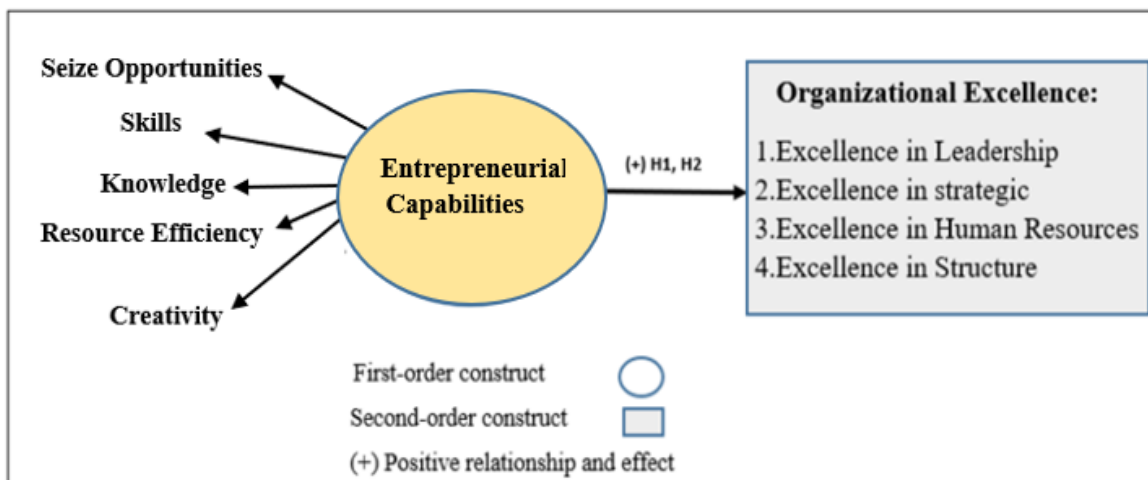 Seize Opportunities
Skills
Knowledge
Resource Efficiency
Creativity
Entrepreneurial
Capabilities
(+) H1, H2
Organizational Excellence:
1.Excellence in Leadership
2.Excellence in strategic
3.Excellence in Human Resources
4.Excellence in Structure
First-order construct
Second-order construct
(+) Positive relationship and effect